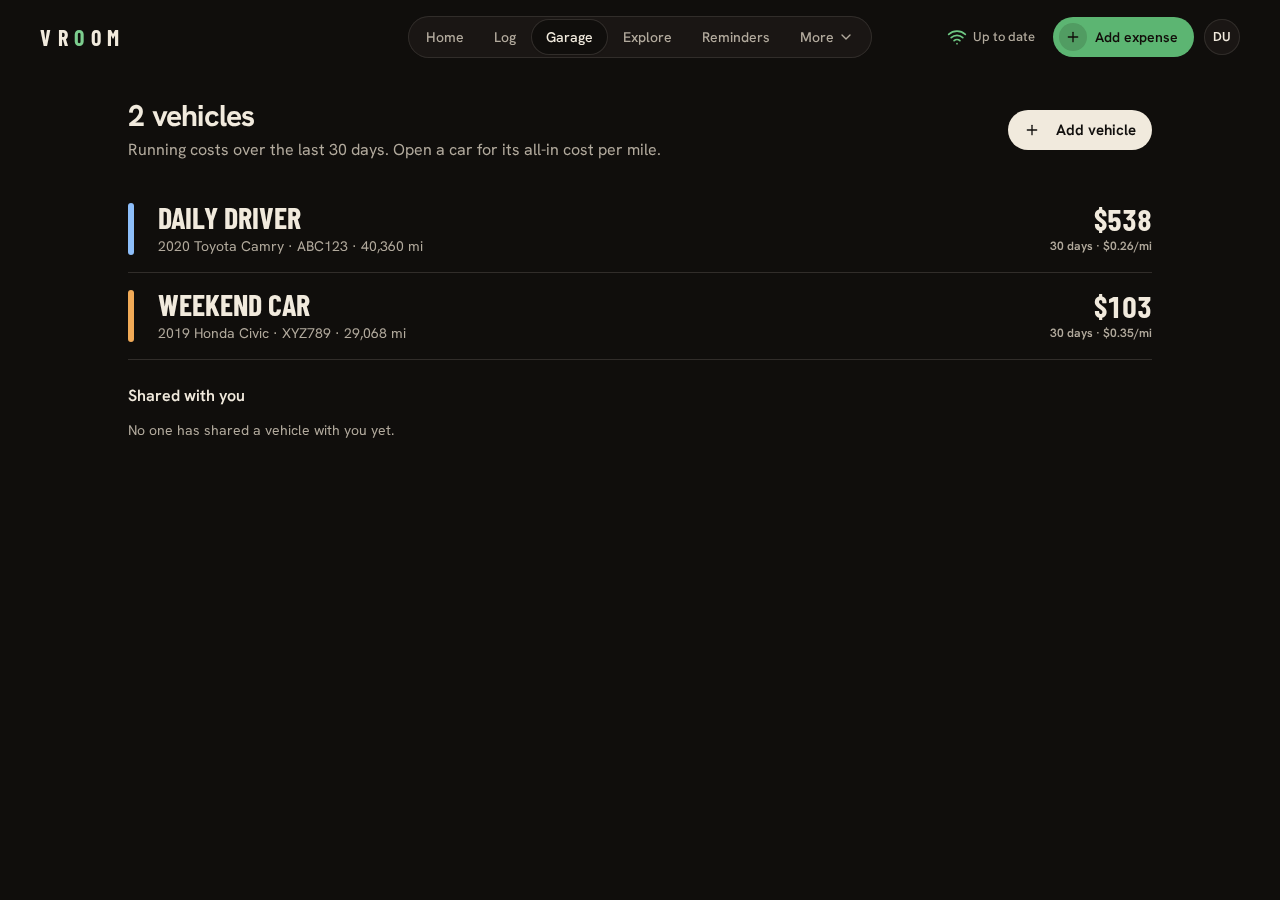 VROOM
Home Log Garage Explore Reminders More
Up to date
Add expense
DU
2 vehicles
Running costs over the last 30 days. Open a car for its all-in cost per mile.
Add vehicle
DAILY DRIVER
2020 Toyota Camry · ABC123 · 40,360 mi
$538
30 days · $0.26/mi
WEEKEND CAR
2019 Honda Civic · XYZ789 · 29,068 mi
$103
30 days · $0.35/mi
Shared with you
No one has shared a vehicle with you yet.